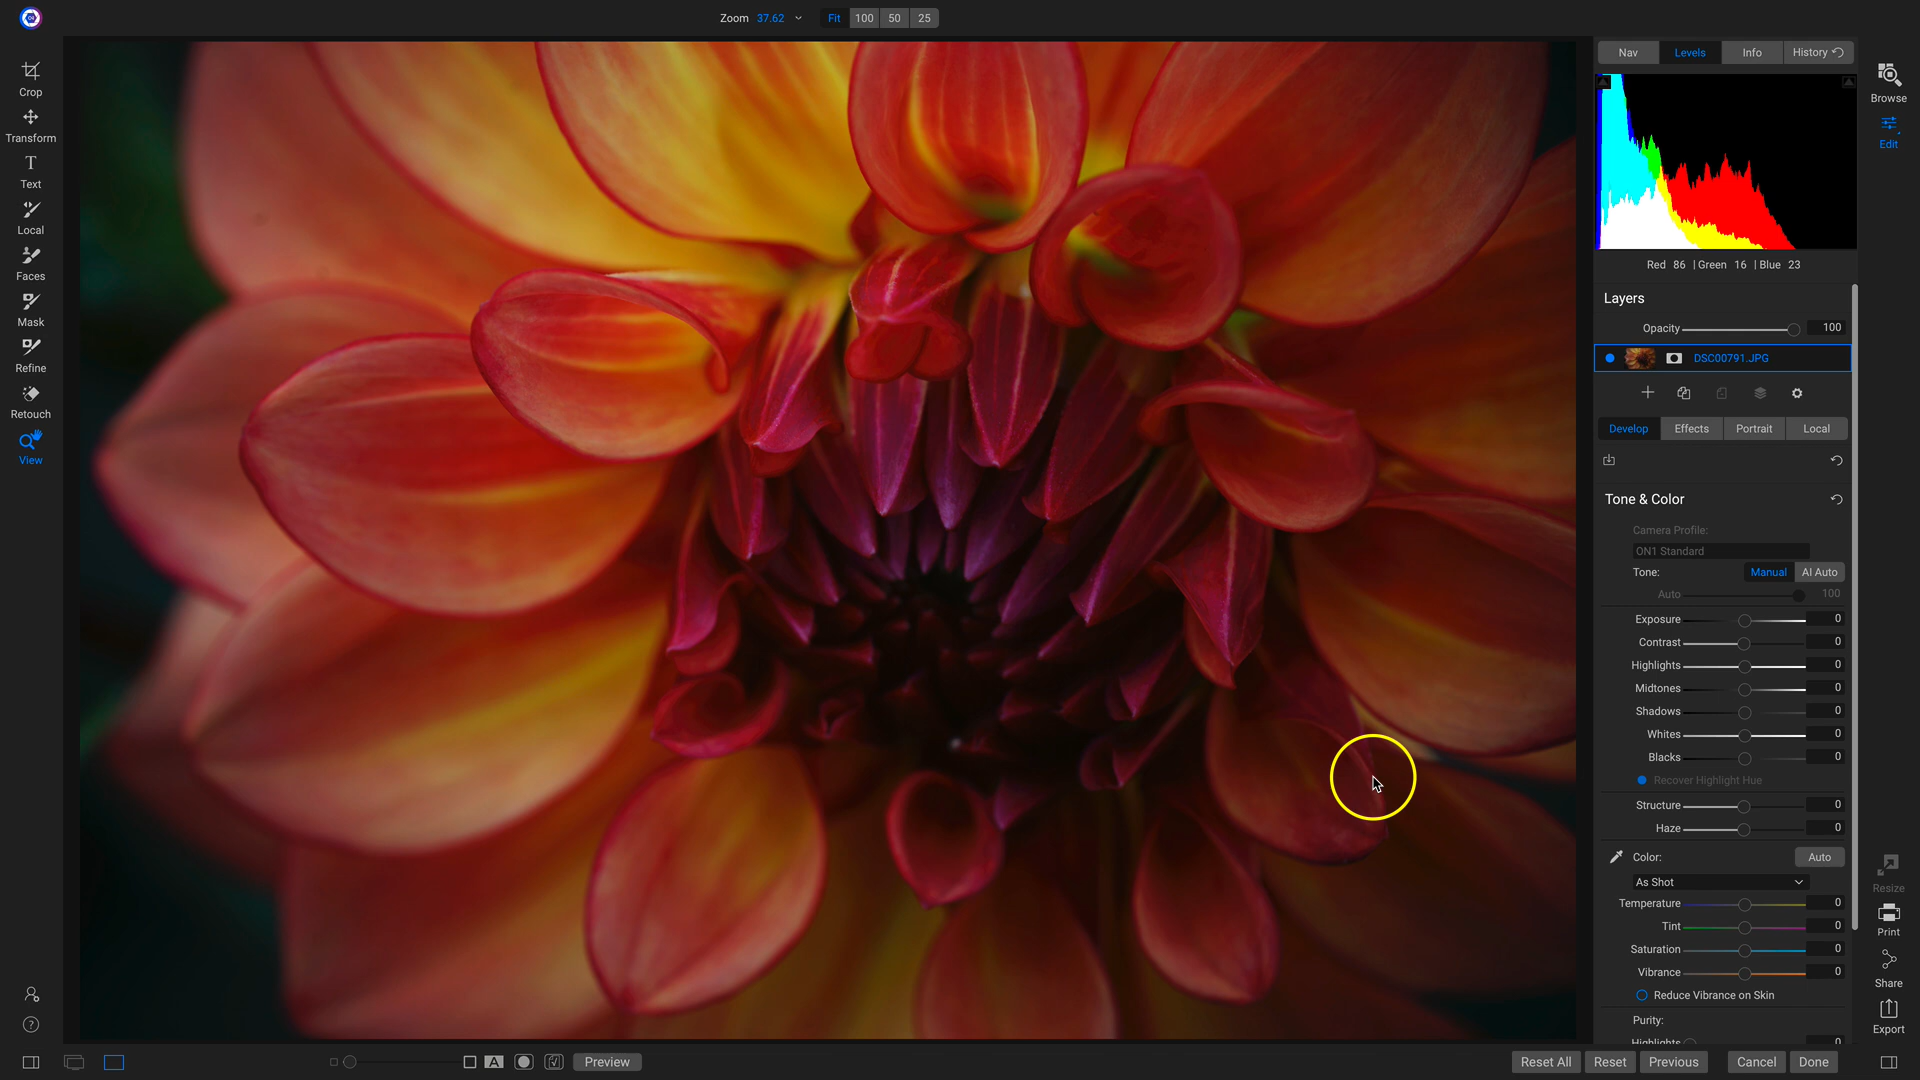 Zoom 37.62 Fit 100 50 25
Crop
Transform
T
Text
Local
Faces
Mask
Refine
Retouch
View
Nav Levels Info History
Red 86 | Green 16 | Blue 23
Layers
Opacity 100
DSC00791.JPG
Develop Effects Portrait Local
Tone & Color
Camera Profile:
ON1 Standard
Tone: Manual AI Auto
Auto 100
Exposure 0
Contrast 0
Highlights 0
Midtones 0
Shadows 0
Whites 0
Blacks 0
Recover Highlight Hue
Structure 0
Haze 0
Color: Auto
As Shot
Temperature 0
Tint 0
Saturation 0
Vibrance 0
Reduce Vibrance on Skin
Purity:
Highlights 0
Browse
Edit
Resize
Print
Share
Export
A Preview
Reset All Reset Previous Cancel Done